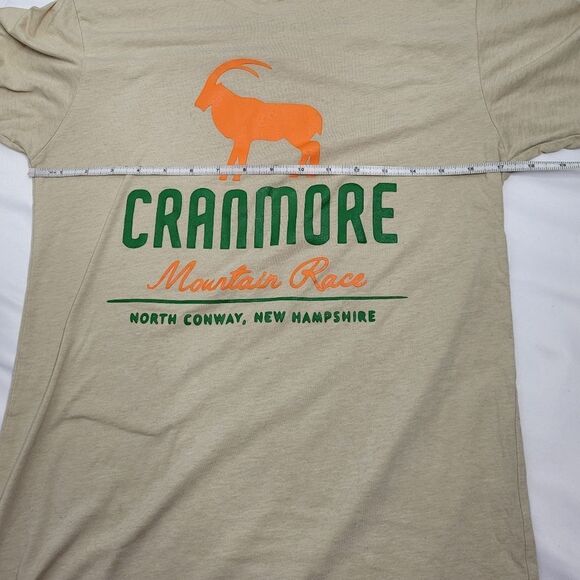 CRANMORE
Mountain Race
NORTH CONWAY, NEW HAMPSHIRE